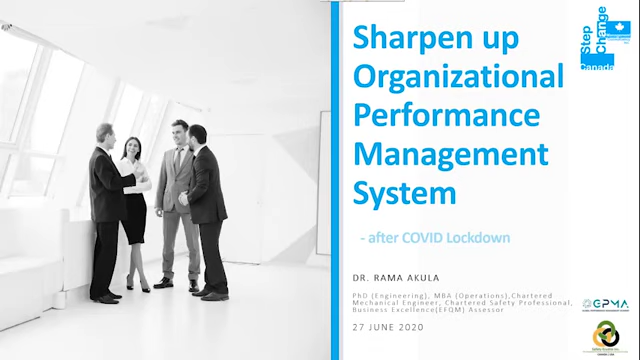 Sharpen up
Organizational
Performance
Management
System
- after COVID Lockdown
DR. RAMA AKULA
PhD (Engineering), MBA (Operations),Chartered
Mechanical Engineer, Chartered Safety Professional,
Business Excellence(EFQM) Assessor
27 JUNE 2020
Step
Change
Canada
GPMA